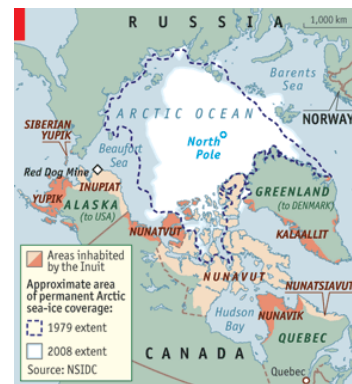 RUSSIA
1,000 km
Barents
Sea
ARCTIC OCEAN
NORWAY
SIBERIAN
YUPIK
Beaufort
Sea
North
Pole
Red Dog Mine
INUPIAT
YUPIK
ALASKA
(to USA)
GREENLAND
(to DENMARK)
NUNATVUT
KALAALLIT
Areas inhabited
by the Inuit
NUNAVUT
NUNATSIAVUT
Approximate area
of permanent Arctic
sea-ice coverage:
1979 extent
Hudson
Bay
NUNAVIK
2008 extent
QUEBEC
Source: NSIDC
CANADA
Quebec